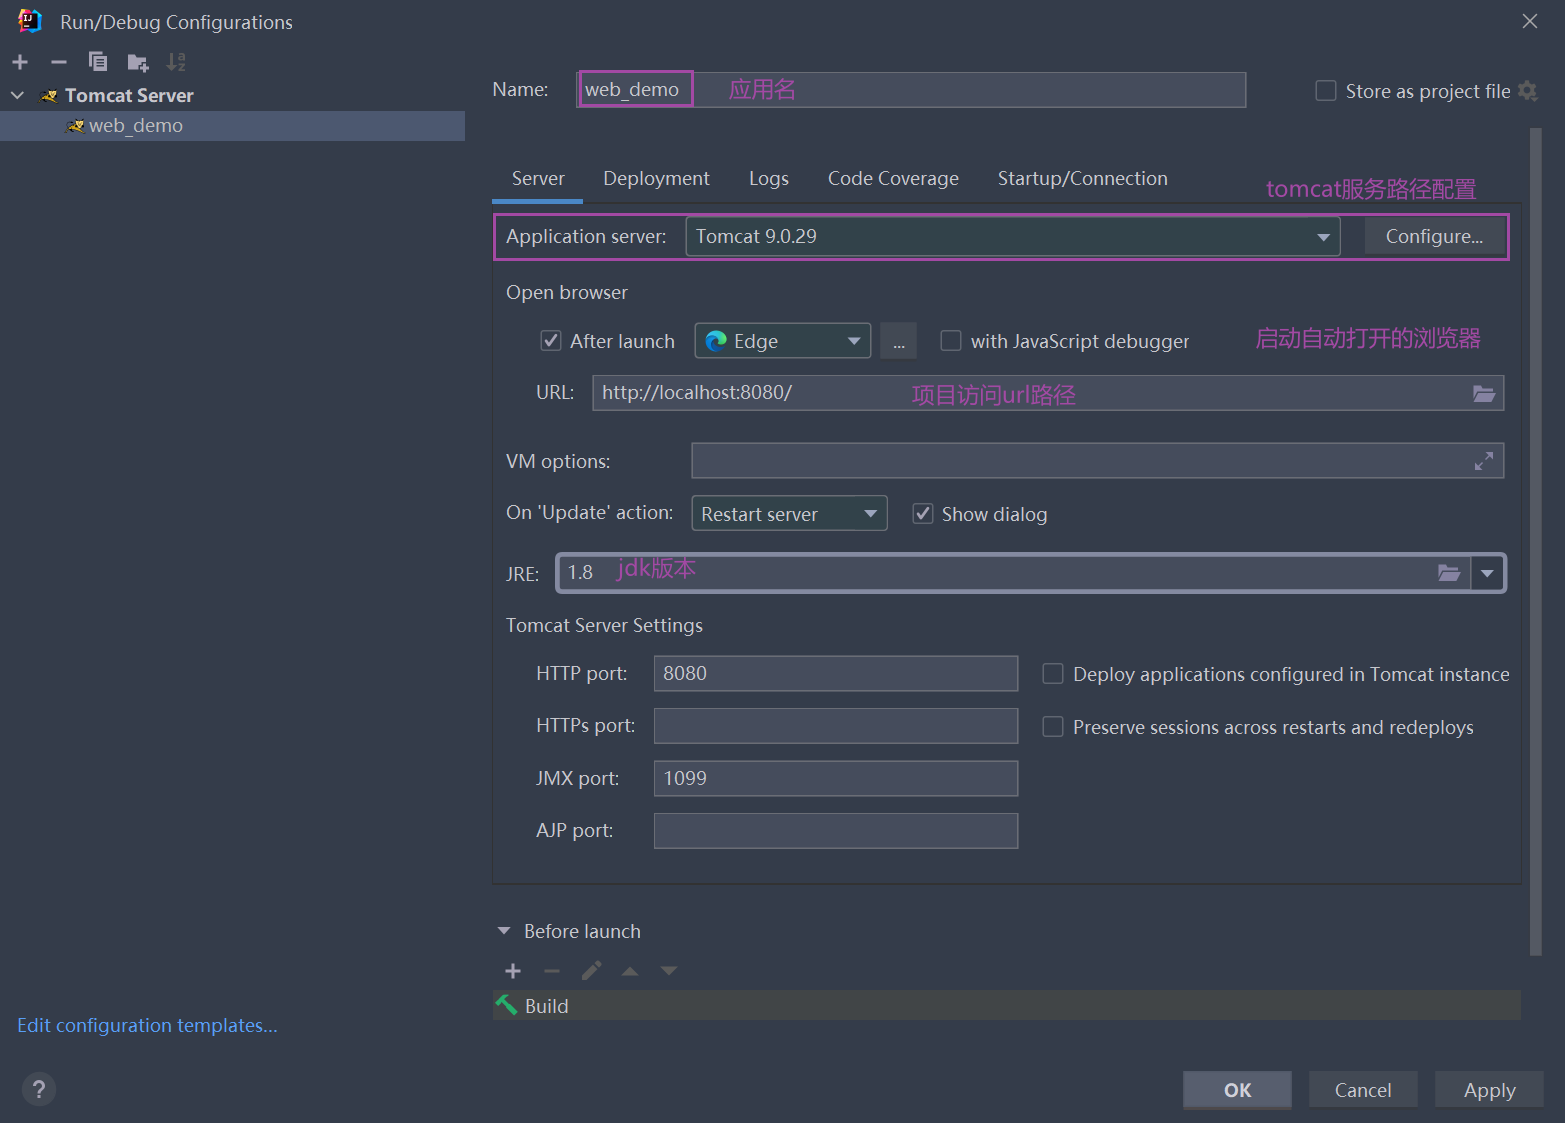 Run/Debug Configurations
Tomcat Server
web_demo
Name: web_demo 应用名
Store as project file
Server Deployment Logs Code Coverage Startup/Connection
tomcat服务路径配置
Application server: Tomcat 9.0.29 Configure...
Open browser
After launch Edge ... with JavaScript debugger 启动自动打开的浏览器
URL: http://localhost:8080/ 项目访问url路径
VM options:
On 'Update' action: Restart server Show dialog
JRE: 1.8 jdk版本
Tomcat Server Settings
HTTP port: 8080 Deploy applications configured in Tomcat instance
HTTPs port: Preserve sessions across restarts and redeploys
JMX port: 1099
AJP port:
Before launch
Build
Edit configuration templates...
?
OK Cancel Apply